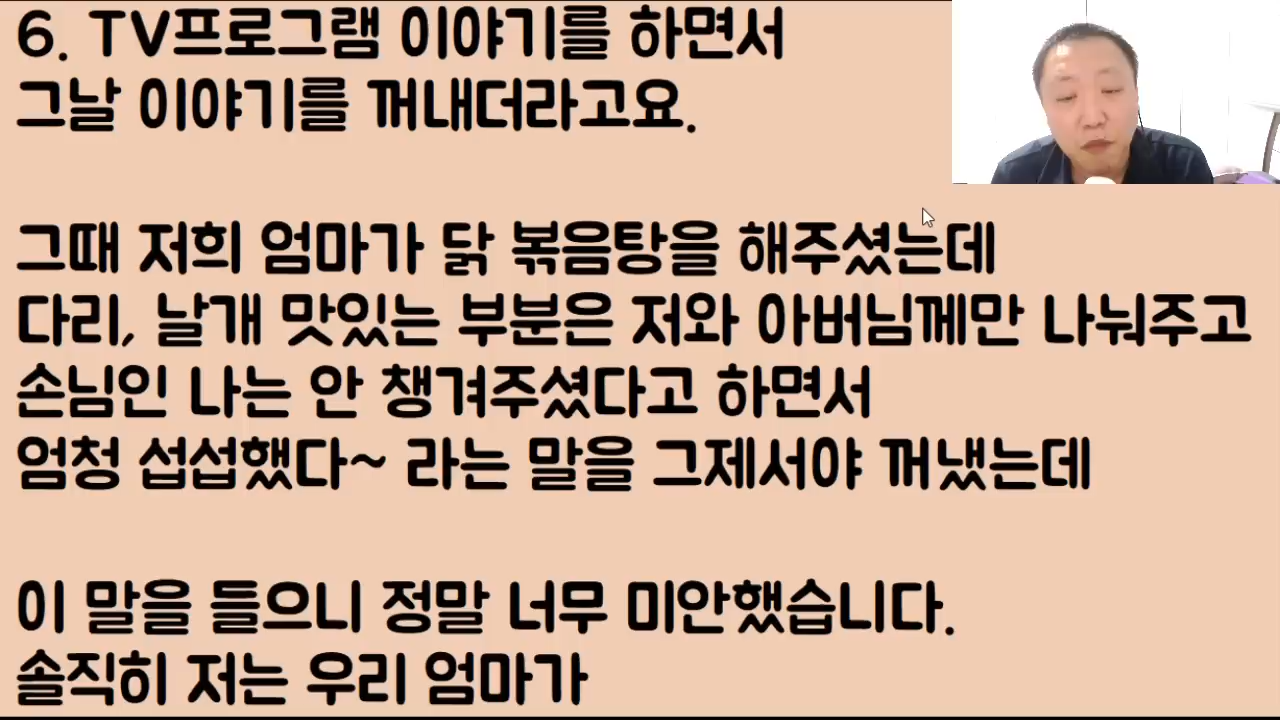 6. TV프로그램 이야기를 하면서
그날 이야기를 꺼내더라고요.
그때 저희 엄마가 닭 볶음탕을 해주셨는데
다리, 날개 맛있는 부분은 저와 아버님께만 나눠주고
손님인 나는 안 챙겨주셨다고 하면서
엄청 섭섭했다~ 라는 말을 그제서야 꺼냈는데
이 말을 들으니 정말 너무 미안했습니다.
솔직히 저는 우리 엄마가